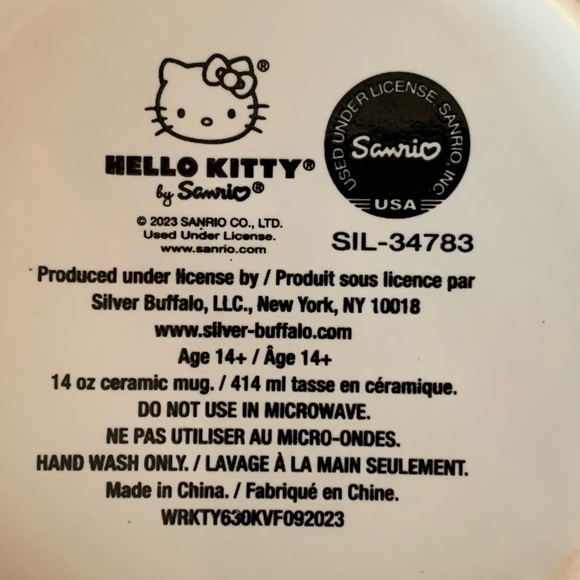 HELLO KITTY®
by Sanrio®
© 2023 SANRIO CO., LTD.
Used Under License.
www.sanrio.com
USED UNDER LICENSE SANRIO INC.
Sanrio
USA
SIL-34783
Produced under license by / Produit sous licence par
Silver Buffalo, LLC., New York, NY 10018
www.silver-buffalo.com
Age 14+ / Âge 14+
14 oz ceramic mug. / 414 ml tasse en céramique.
DO NOT USE IN MICROWAVE.
NE PAS UTILISER AU MICRO-ONDES.
HAND WASH ONLY. / LAVAGE À LA MAIN SEULEMENT.
Made in China. / Fabriqué en Chine.
WRKTY630KVF092023